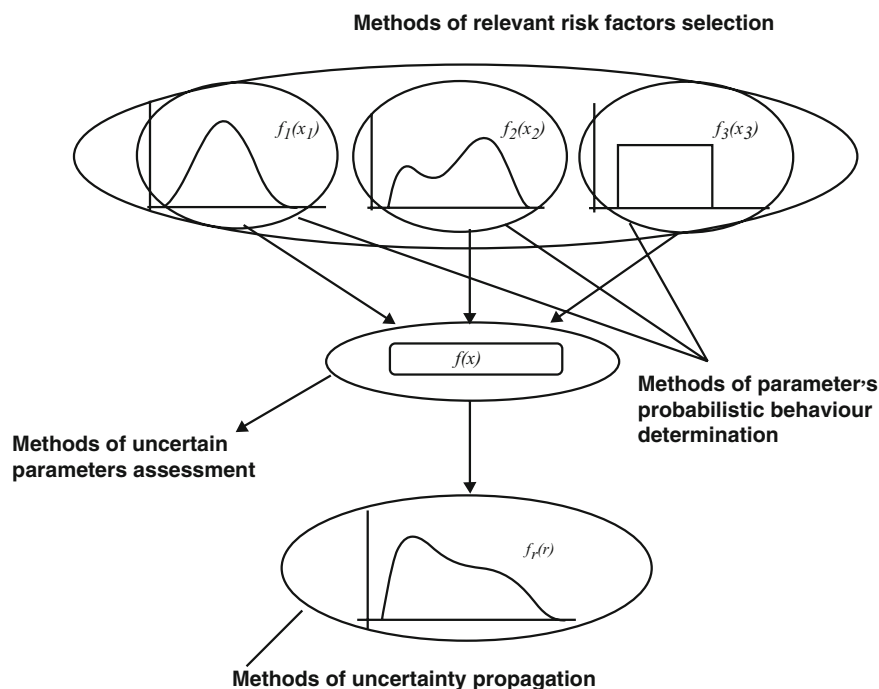 Methods of relevant risk factors selection
f1(x1)
f2(x2)
f3(x3)
f(x)
Methods of parameter's
probabilistic behaviour
determination
Methods of uncertain
parameters assessment
fr(r)
Methods of uncertainty propagation